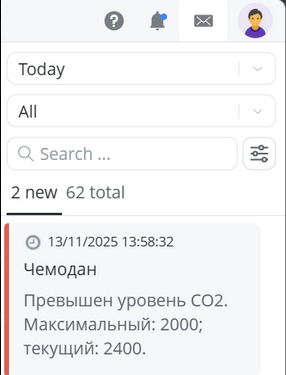 Today
All
Search ...
2 new 62 total
13/11/2025 13:58:32
Чемодан
Превышен уровень CO2.
Максимальный: 2000;
текущий: 2400.